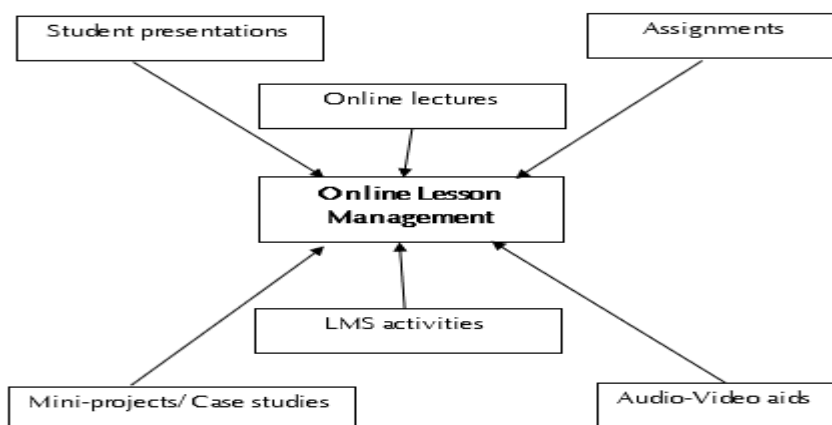 Student presentations
Assignments
Online lectures
Online Lesson
Management
LMS activities
Mini-projects/ Case studies
Audio-Video aids